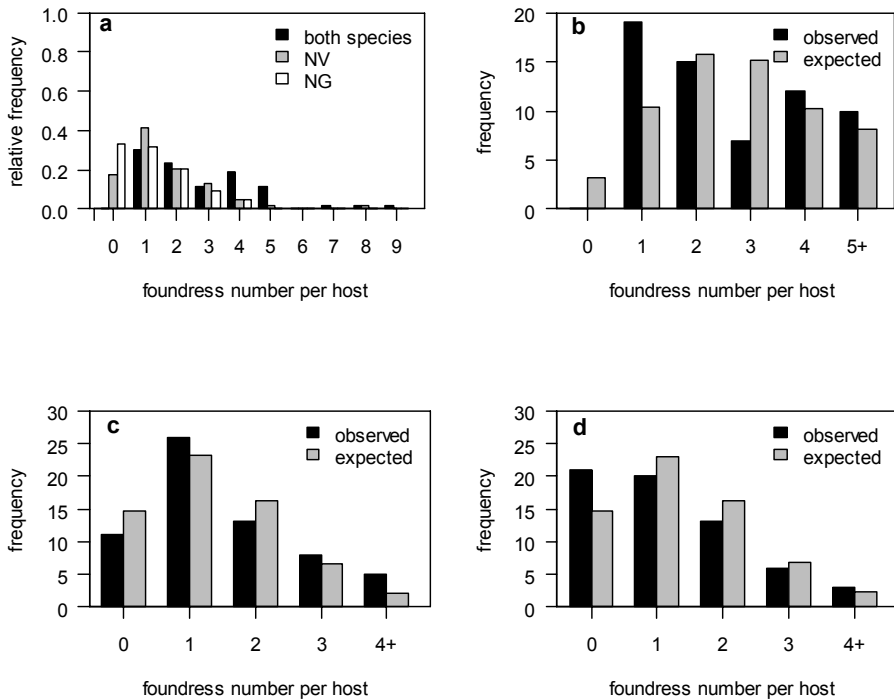 a
both species
NV
NG
relative frequency
1.0
0.8
0.6
0.4
0.2
0.0
0 1 2 3 4 5 6 7 8 9
foundress number per host
b
observed
expected
frequency
20
15
10
5
0
0 1 2 3 4 5+
foundress number per host
c
observed
expected
frequency
30
25
20
15
10
5
0
0 1 2 3 4+
foundress number per host
d
observed
expected
frequency
30
25
20
15
10
5
0
0 1 2 3 4+
foundress number per host